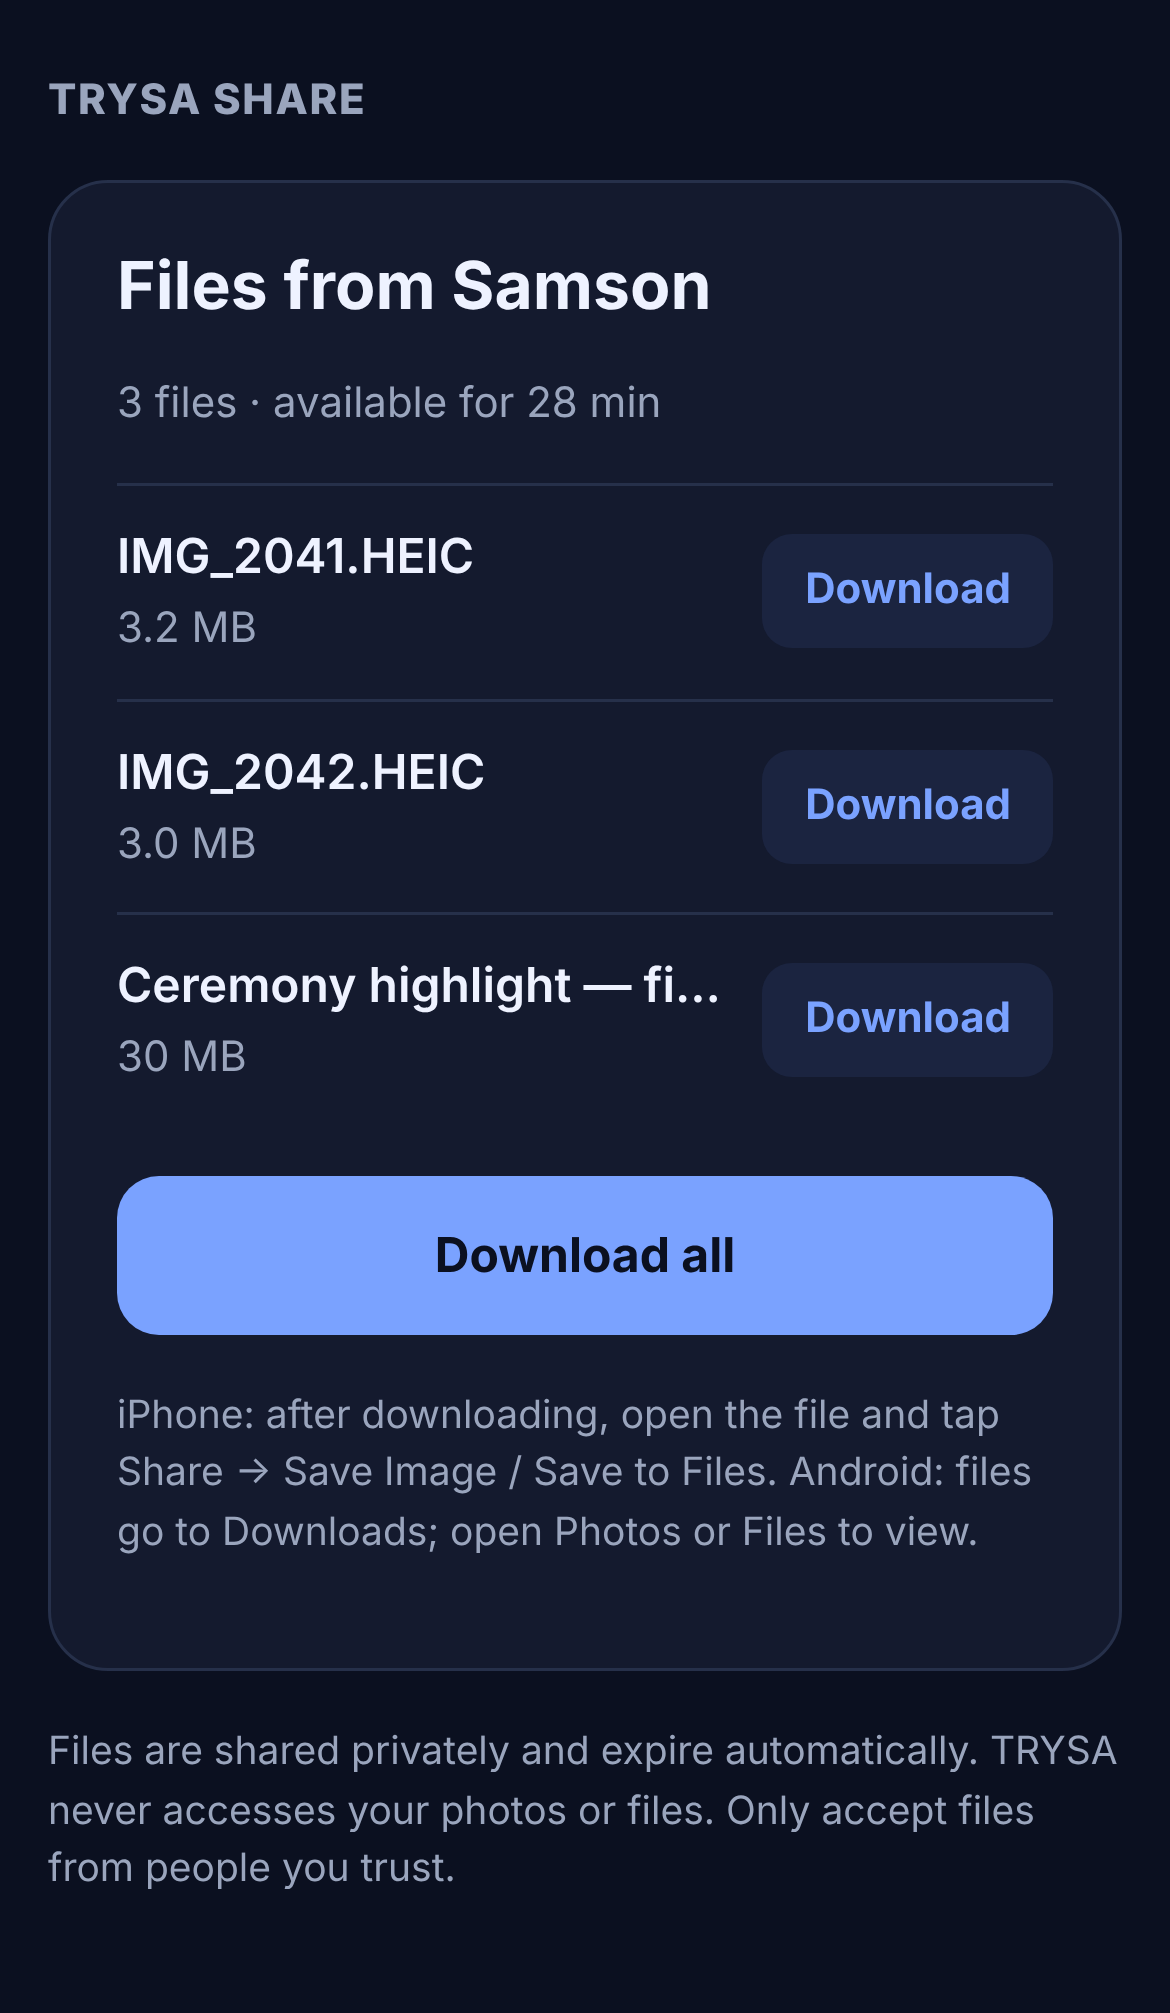 TRYSA SHARE
Files from Samson
3 files · available for 28 min
IMG_2041.HEIC
3.2 MB
Download
IMG_2042.HEIC
3.0 MB
Download
Ceremony highlight — fi...
30 MB
Download
Download all
iPhone: after downloading, open the file and tap
Share → Save Image / Save to Files. Android: files
go to Downloads; open Photos or Files to view.
Files are shared privately and expire automatically. TRYSA
never accesses your photos or files. Only accept files
from people you trust.